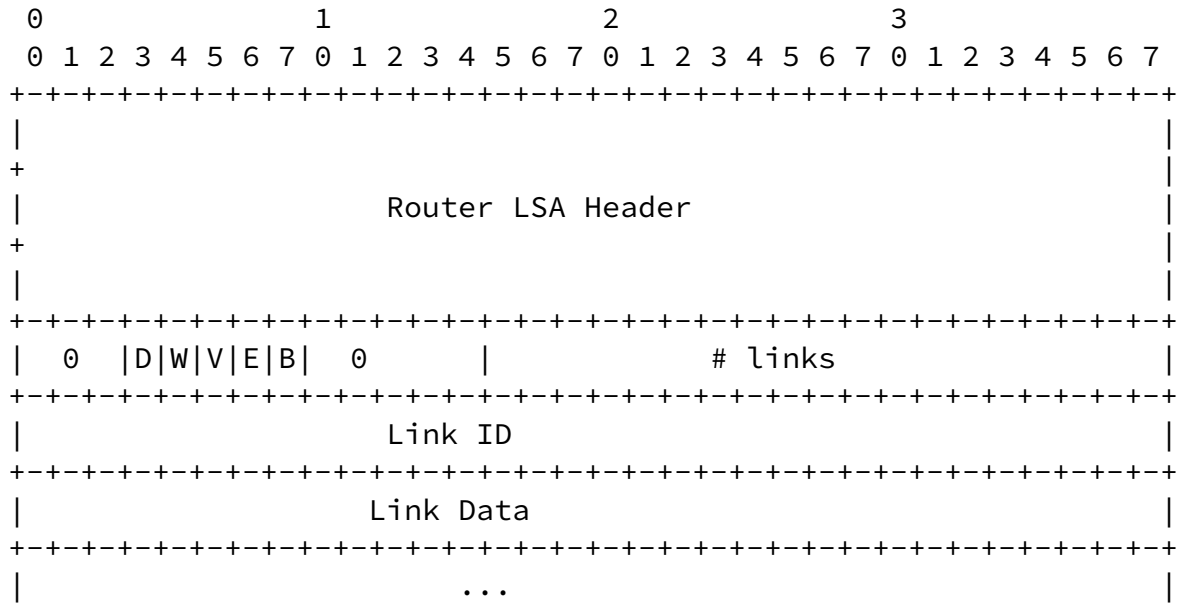 0                   1                   2                   3
0 1 2 3 4 5 6 7 0 1 2 3 4 5 6 7 0 1 2 3 4 5 6 7 0 1 2 3 4 5 6 7
+-+-+-+-+-+-+-+-+-+-+-+-+-+-+-+-+-+-+-+-+-+-+-+-+-+-+-+-+-+-+-+-+
|                                                               |
+                                                               |
|                    Router LSA Header                          |
+                                                               |
|                                                               |
+-+-+-+-+-+-+-+-+-+-+-+-+-+-+-+-+-+-+-+-+-+-+-+-+-+-+-+-+-+-+-+-+
|  0  |D|W|V|E|B|  0      |            # links                  |
+-+-+-+-+-+-+-+-+-+-+-+-+-+-+-+-+-+-+-+-+-+-+-+-+-+-+-+-+-+-+-+-+
|                    Link ID                                    |
+-+-+-+-+-+-+-+-+-+-+-+-+-+-+-+-+-+-+-+-+-+-+-+-+-+-+-+-+-+-+-+-+
|                   Link Data                                   |
+-+-+-+-+-+-+-+-+-+-+-+-+-+-+-+-+-+-+-+-+-+-+-+-+-+-+-+-+-+-+-+-+
|                        ...                                    |